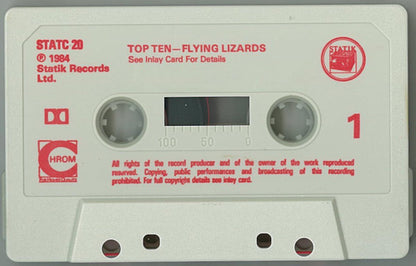 STATC 20
℗ 1984
Statik Records
Ltd.
TOP TEN—FLYING LIZARDS
See Inlay Card For Details
STATIK
1
CHROM
100 50 0
All rights of the record producer and of the owner of the work reproduced
reserved. Copying, public performances and broadcasting of this recording
prohibited. For full copyright details see inlay card.